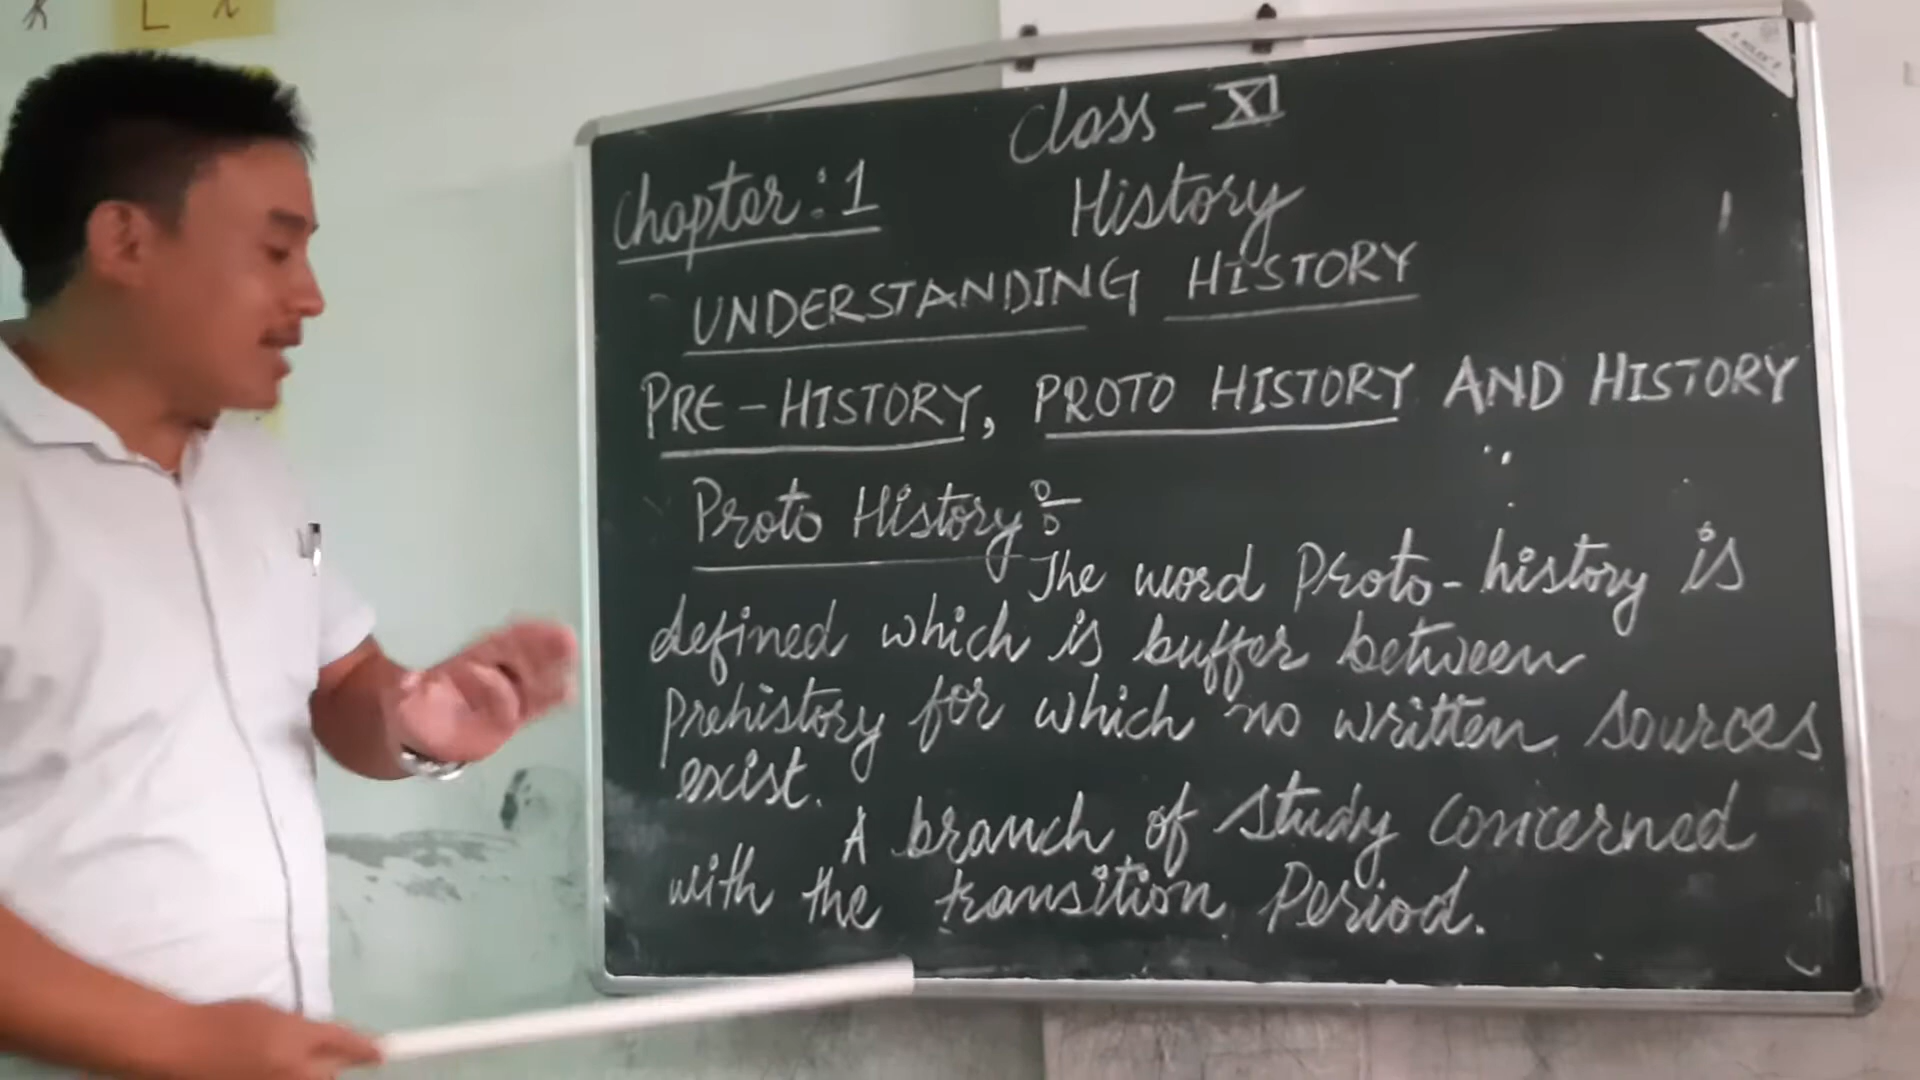 Class - XI
Chapter : 1
History
UNDERSTANDING HISTORY
PRE-HISTORY, PROTO HISTORY AND HISTORY
Proto History :-
The word Proto-history is
defined which is buffer between
prehistory for which no written sources
exist.
A branch of study concerned
with the transition Period.